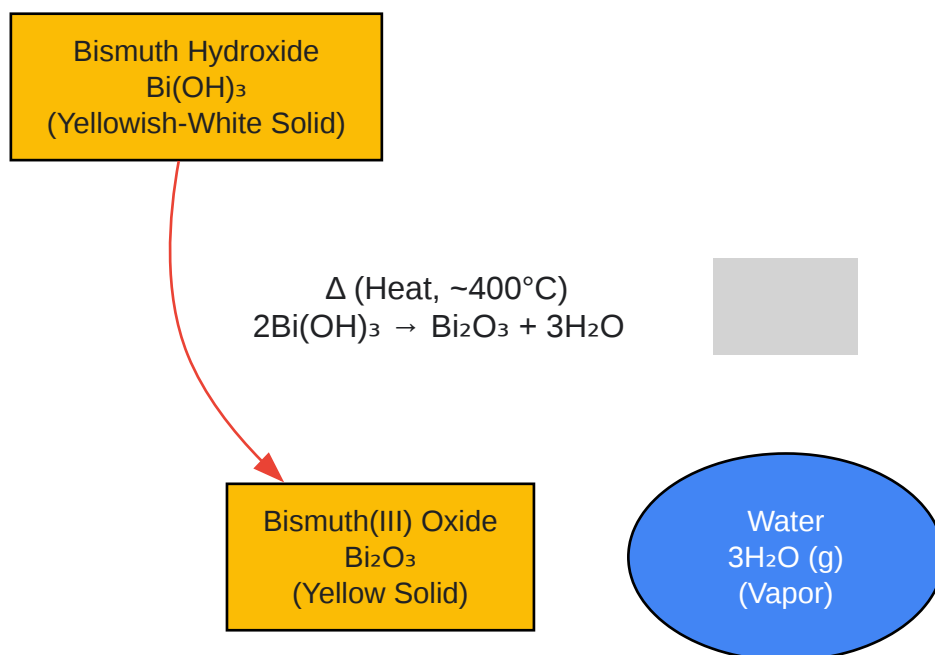 Bismuth Hydroxide
Bi(OH)₃
(Yellowish-White Solid)
Δ (Heat, ~400°C)
2Bi(OH)₃ → Bi₂O₃ + 3H₂O
Bismuth(III) Oxide
Bi₂O₃
(Yellow Solid)
Water
3H₂O (g)
(Vapor)